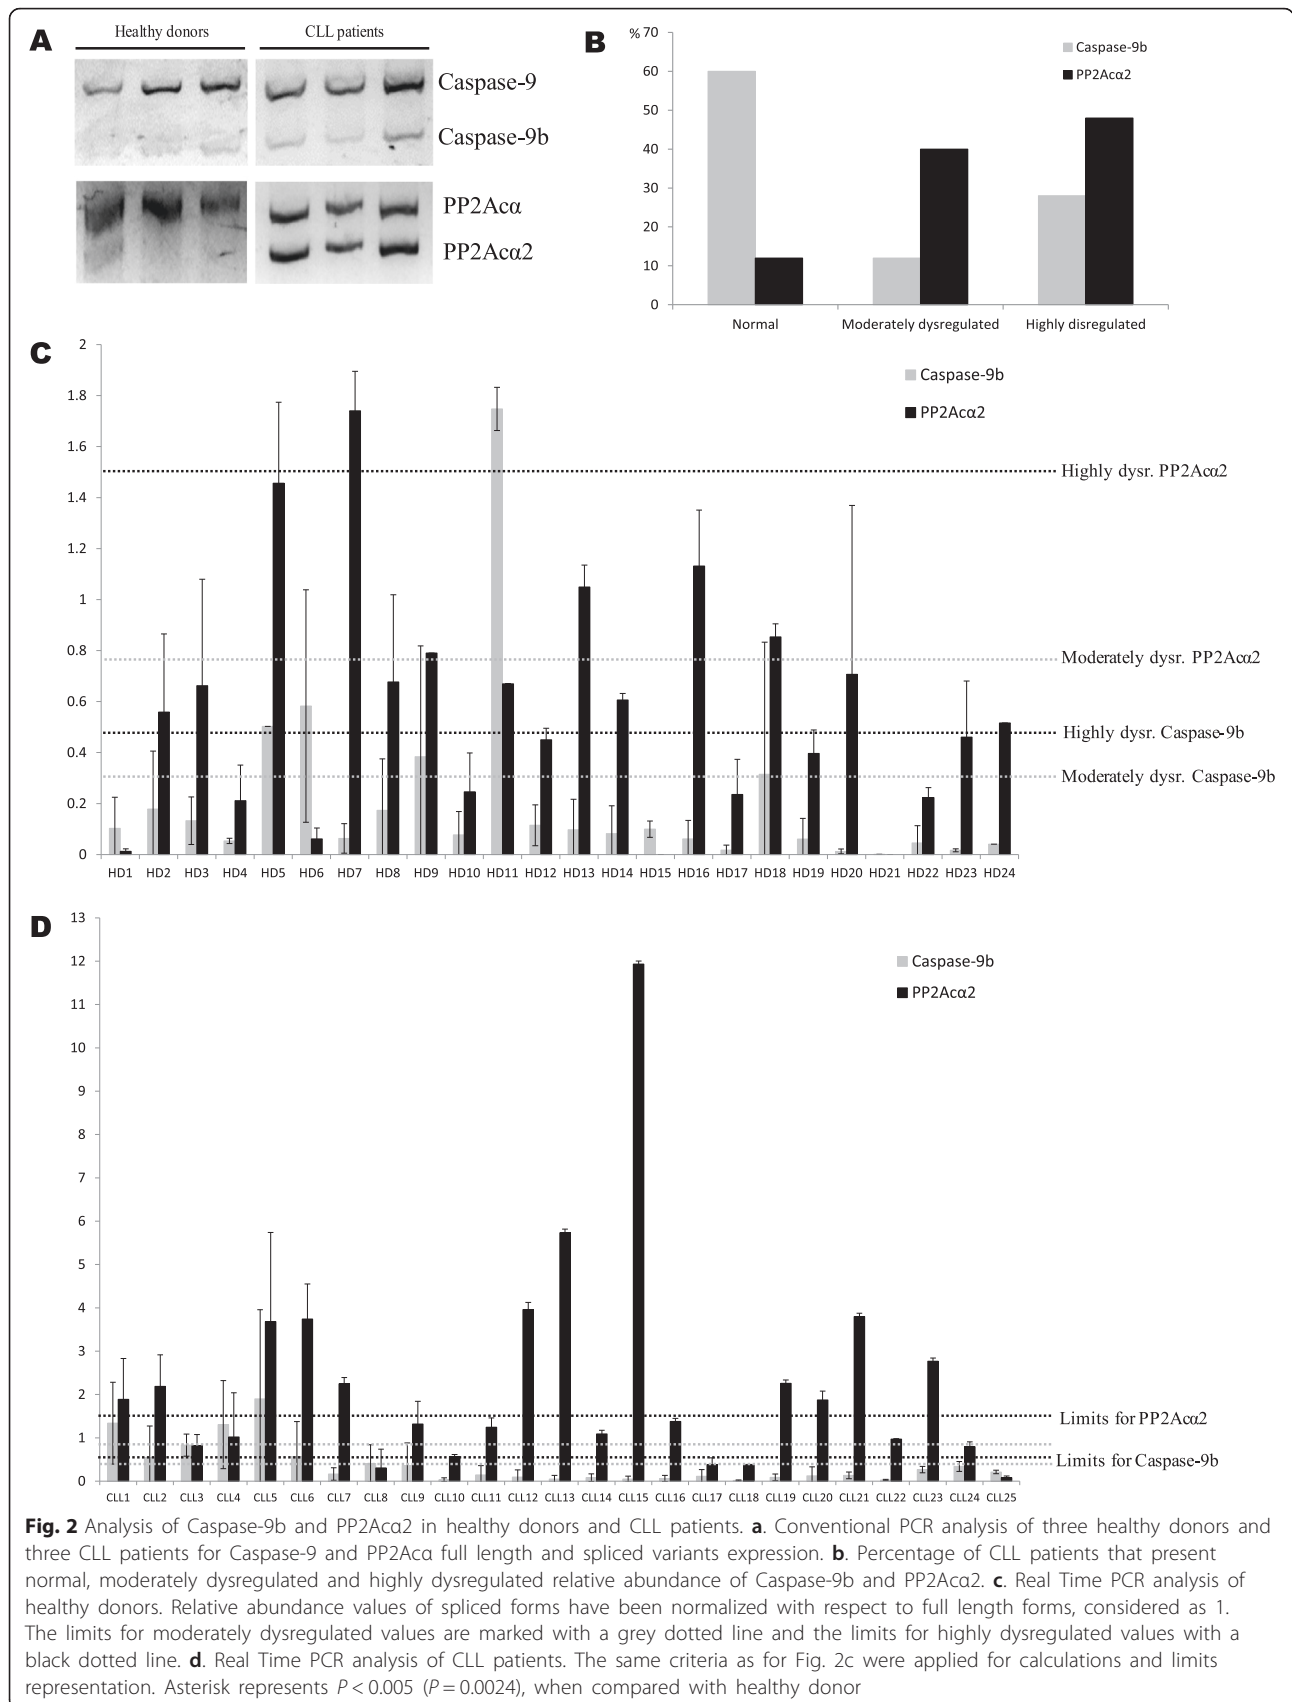 A
Healthy donors
CLL patients
Caspase-9
Caspase-9b
PP2Acα
PP2Acα2
B
% 70
60
50
40
30
20
10
0
Caspase-9b
PP2Acα2
Normal
Moderately dysregulated
Highly disregulated
C
2
1.8
1.6
1.4
1.2
1
0.8
0.6
0.4
0.2
0
Caspase-9b
PP2Acα2
Highly dysr. PP2Acα2
Moderately dysr. PP2Acα2
Highly dysr. Caspase-9b
Moderately dysr. Caspase-9b
HD1 HD2 HD3 HD4 HD5 HD6 HD7 HD8 HD9 HD10 HD11 HD12 HD13 HD14 HD15 HD16 HD17 HD18 HD19 HD20 HD21 HD22 HD23 HD24
D
13
12
11
10
9
8
7
6
5
4
3
2
1
0
Caspase-9b
PP2Acα2
Limits for PP2Acα2
Limits for Caspase-9b
CLL1 CLL2 CLL3 CLL4 CLL5 CLL6 CLL7 CLL8 CLL9 CLL10 CLL11 CLL12 CLL13 CLL14 CLL15 CLL16 CLL17 CLL18 CLL19 CLL20 CLL21 CLL22 CLL23 CLL24 CLL25
Fig. 2 Analysis of Caspase-9b and PP2Acα2 in healthy donors and CLL patients. a. Conventional PCR analysis of three healthy donors and
three CLL patients for Caspase-9 and PP2Acα full length and spliced variants expression. b. Percentage of CLL patients that present
normal, moderately dysregulated and highly dysregulated relative abundance of Caspase-9b and PP2Acα2. c. Real Time PCR analysis of
healthy donors. Relative abundance values of spliced forms have been normalized with respect to full length forms, considered as 1.
The limits for moderately dysregulated values are marked with a grey dotted line and the limits for highly dysregulated values with a
black dotted line. d. Real Time PCR analysis of CLL patients. The same criteria as for Fig. 2c were applied for calculations and limits
representation. Asterisk represents P < 0.005 (P = 0.0024), when compared with healthy donor